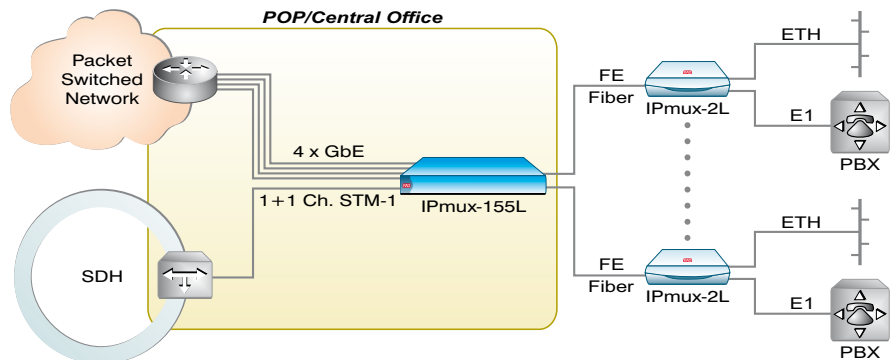 POP/Central Office
Packet
Switched
Network
4 x GbE
1+1 Ch. STM-1
IPmux-155L
SDH
FE
Fiber
IPmux-2L
ETH
E1
PBX
FE
Fiber
IPmux-2L
ETH
E1
PBX